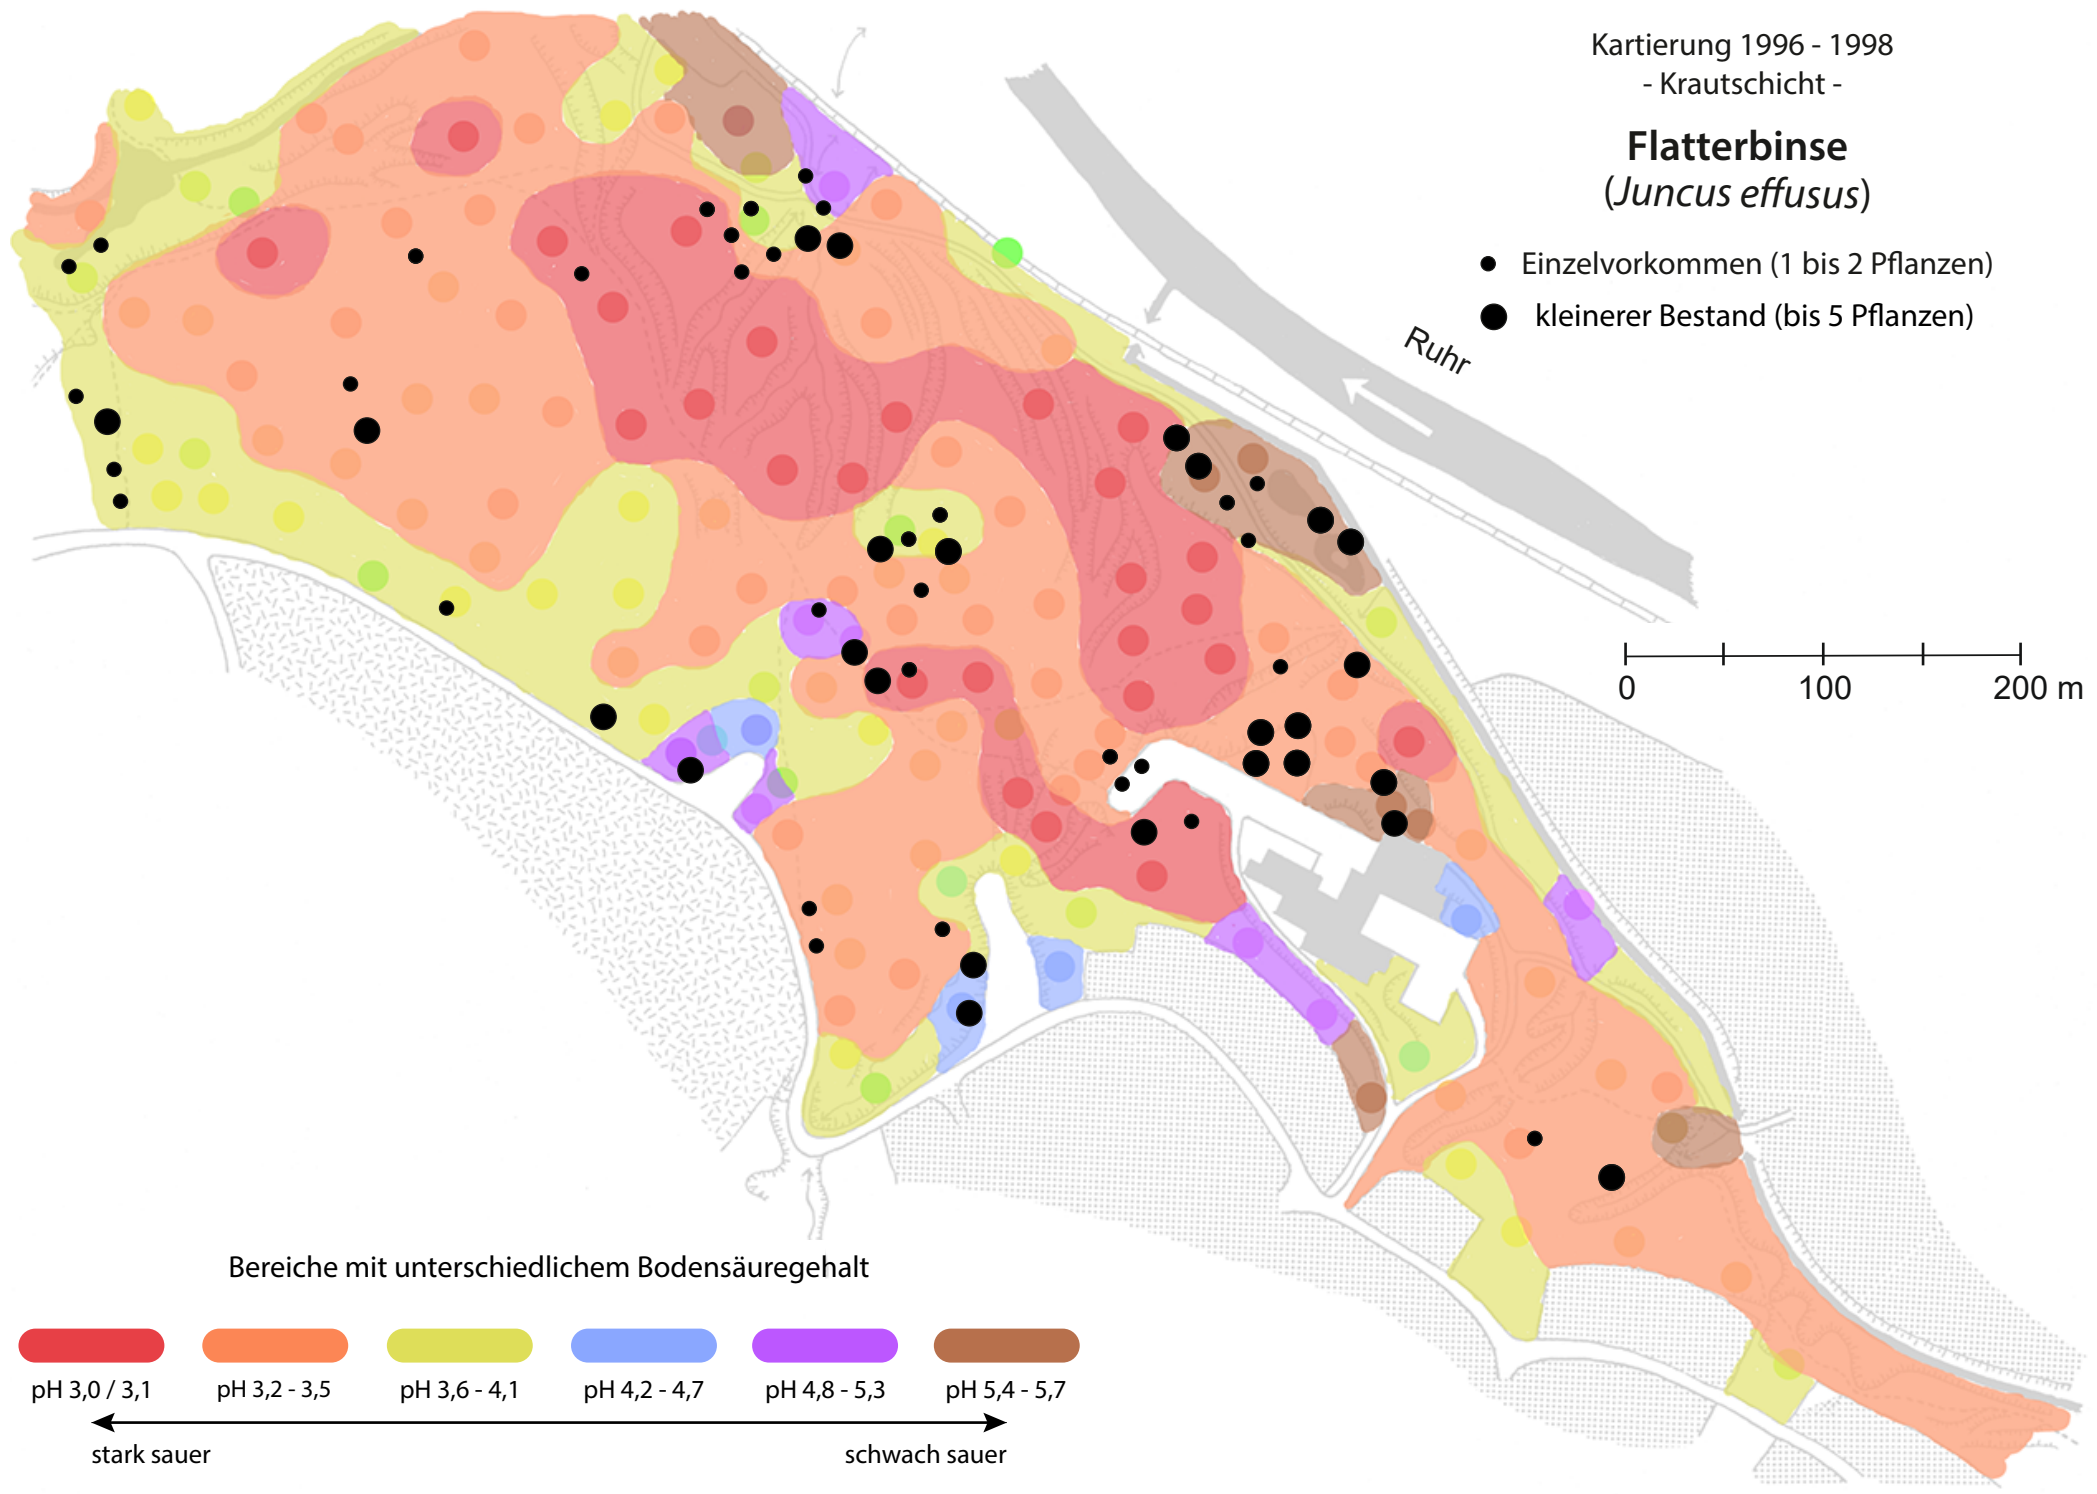 Kartierung 1996 - 1998
- Krautschicht -
Flatterbinse
(Juncus effusus)
Einzelvorkommen (1 bis 2 Pflanzen)
kleinerer Bestand (bis 5 Pflanzen)
Ruhr
0 100 200 m
Bereiche mit unterschiedlichem Bodensäuregehalt
pH 3,0 / 3,1 pH 3,2 - 3,5 pH 3,6 - 4,1 pH 4,2 - 4,7 pH 4,8 - 5,3 pH 5,4 - 5,7
stark sauer schwach sauer